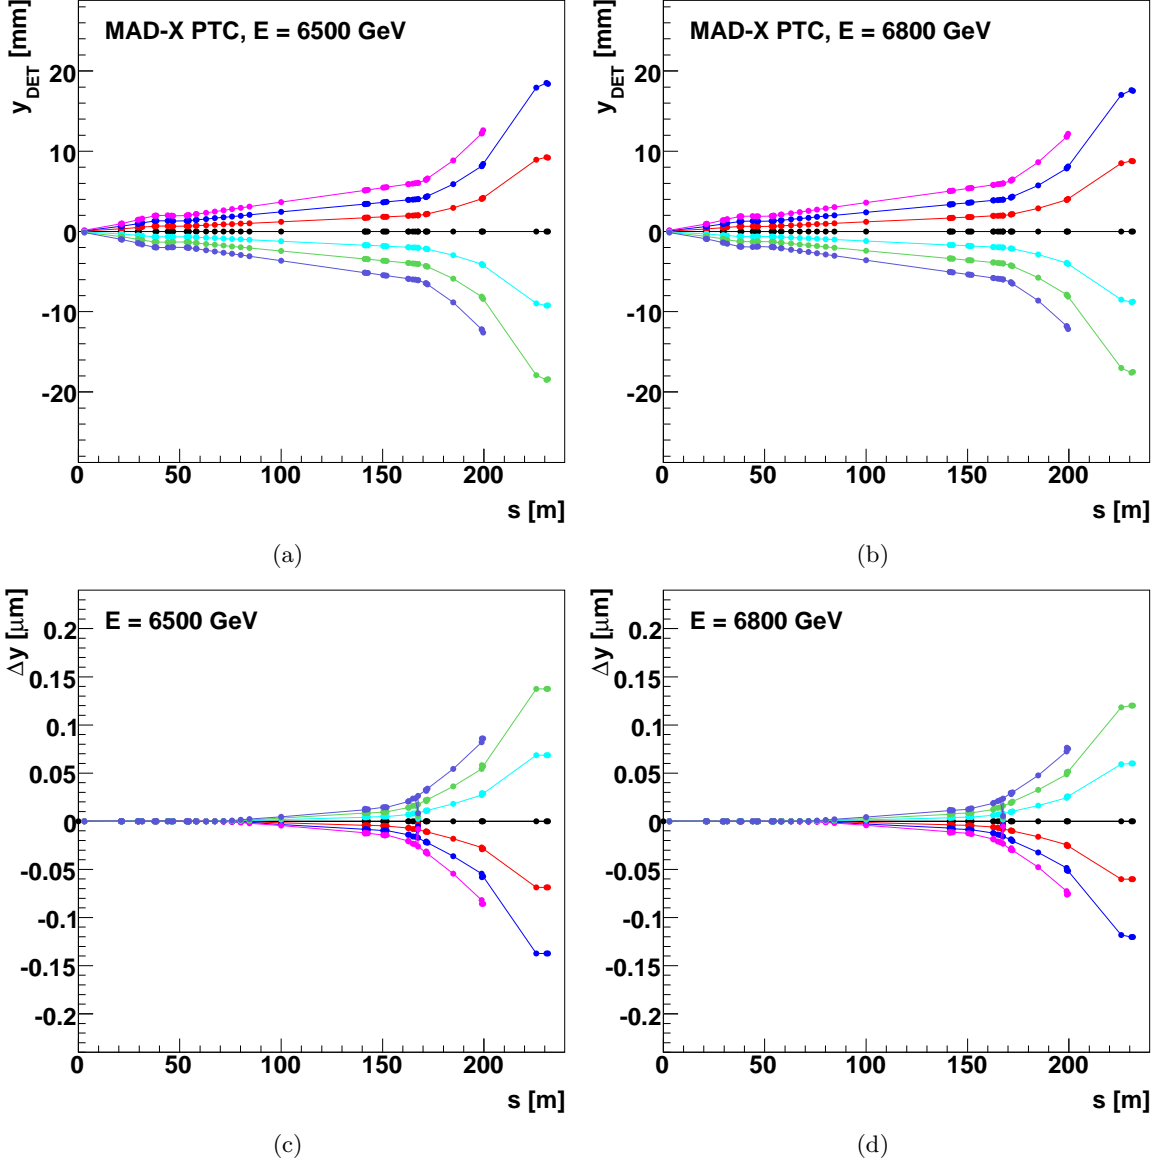 MAD-X PTC, E = 6500 GeV
y_DET [mm]
20
10
0
-10
-20
0 50 100 150 200
s [m]
(a)
MAD-X PTC, E = 6800 GeV
y_DET [mm]
20
10
0
-10
-20
0 50 100 150 200
s [m]
(b)
E = 6500 GeV
Δy [μm]
0.2
0.15
0.1
0.05
0
-0.05
-0.1
-0.15
-0.2
0 50 100 150 200
s [m]
(c)
E = 6800 GeV
Δy [μm]
0.2
0.15
0.1
0.05
0
-0.05
-0.1
-0.15
-0.2
0 50 100 150 200
s [m]
(d)